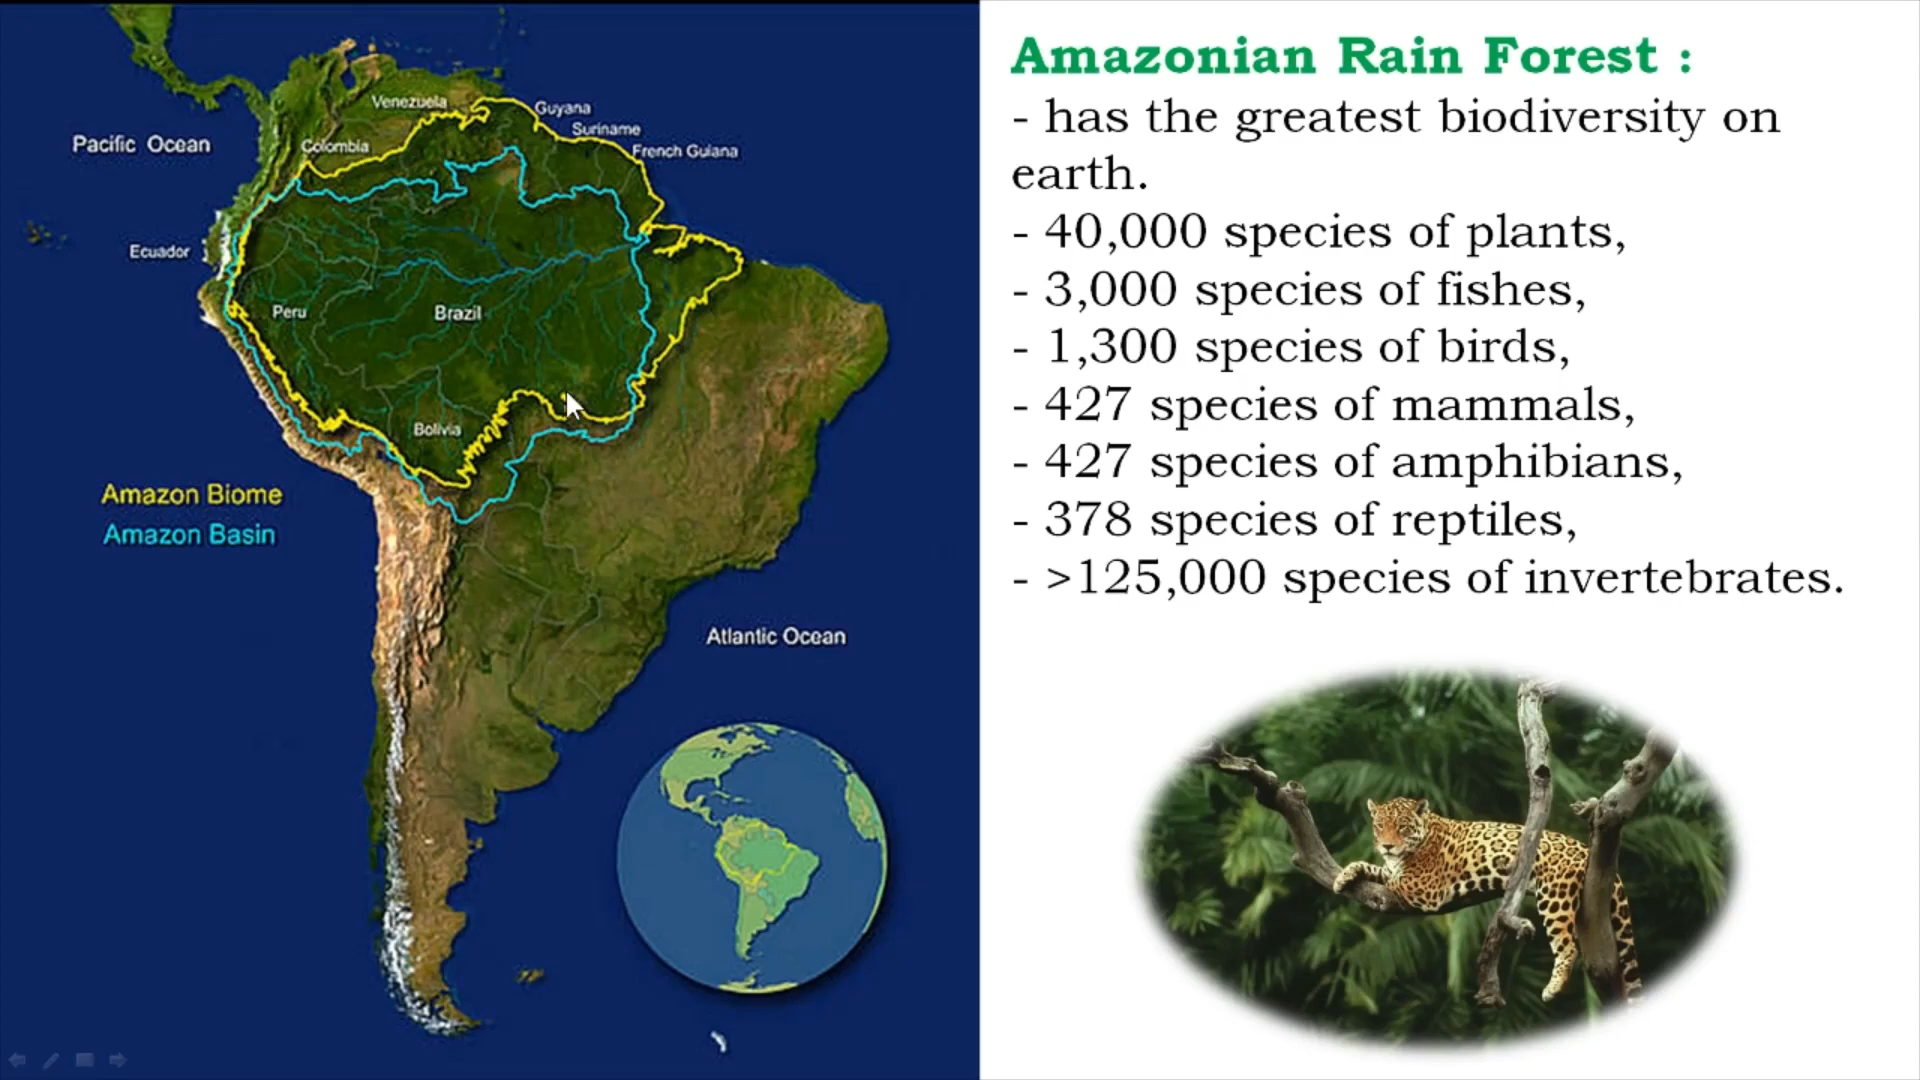 Amazonian Rain Forest :
- has the greatest biodiversity on
earth.
- 40,000 species of plants,
- 3,000 species of fishes,
- 1,300 species of birds,
- 427 species of mammals,
- 427 species of amphibians,
- 378 species of reptiles,
- >125,000 species of invertebrates.
Venezuela
Guyana
Suriname
French Guiana
Pacific Ocean
Colombia
Ecuador
Peru
Brazil
Bolivia
Amazon Biome
Amazon Basin
Atlantic Ocean